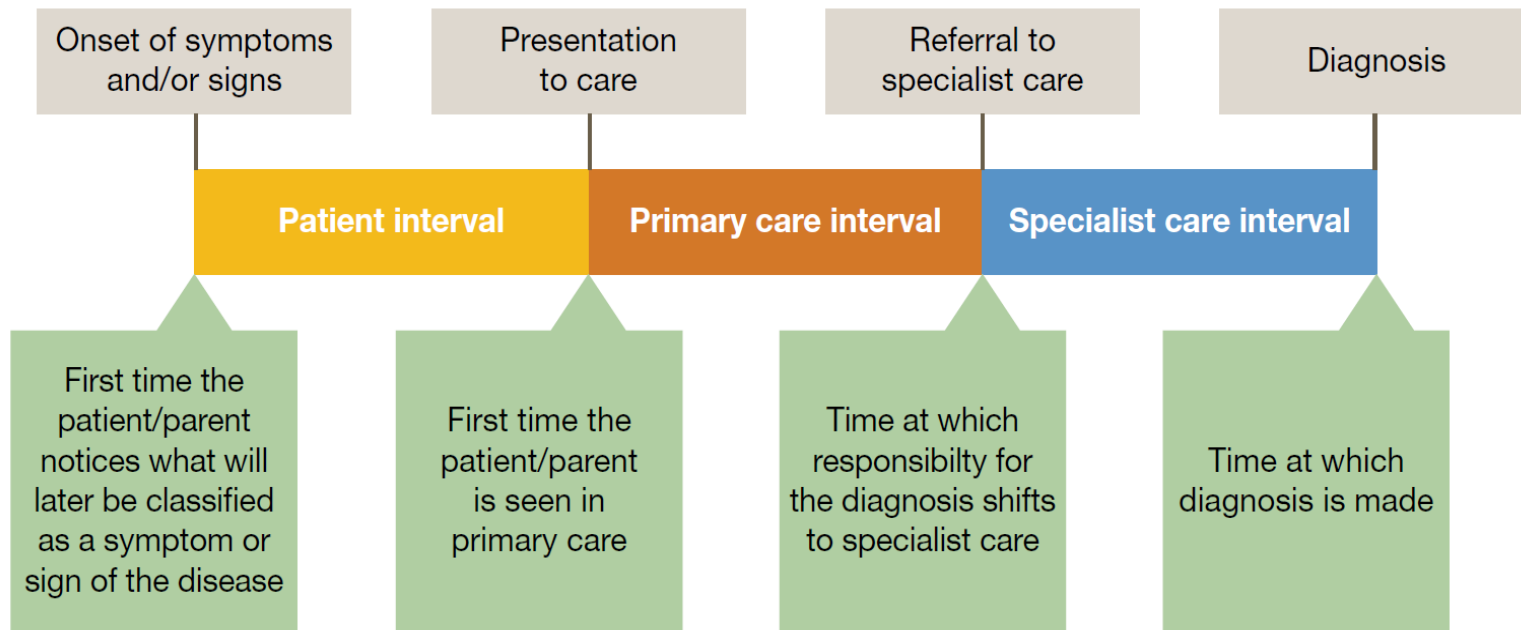 Onset of symptoms
and/or signs
Presentation
to care
Referral to
specialist care
Diagnosis
Patient interval
Primary care interval
Specialist care interval
First time the
patient/parent
notices what will
later be classified
as a symptom or
sign of the disease
First time the
patient/parent
is seen in
primary care
Time at which
responsibilty for
the diagnosis shifts
to specialist care
Time at which
diagnosis is made